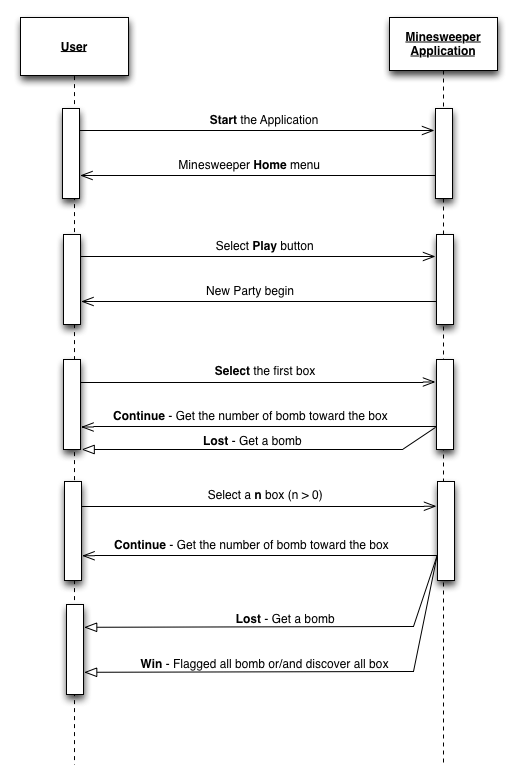 User
Minesweeper
Application
Start the Application
Minesweeper Home menu
Select Play button
New Party begin
Select the first box
Continue - Get the number of bomb toward the box
Lost - Get a bomb
Select a n box (n > 0)
Continue - Get the number of bomb toward the box
Lost - Get a bomb
Win - Flagged all bomb or/and discover all box